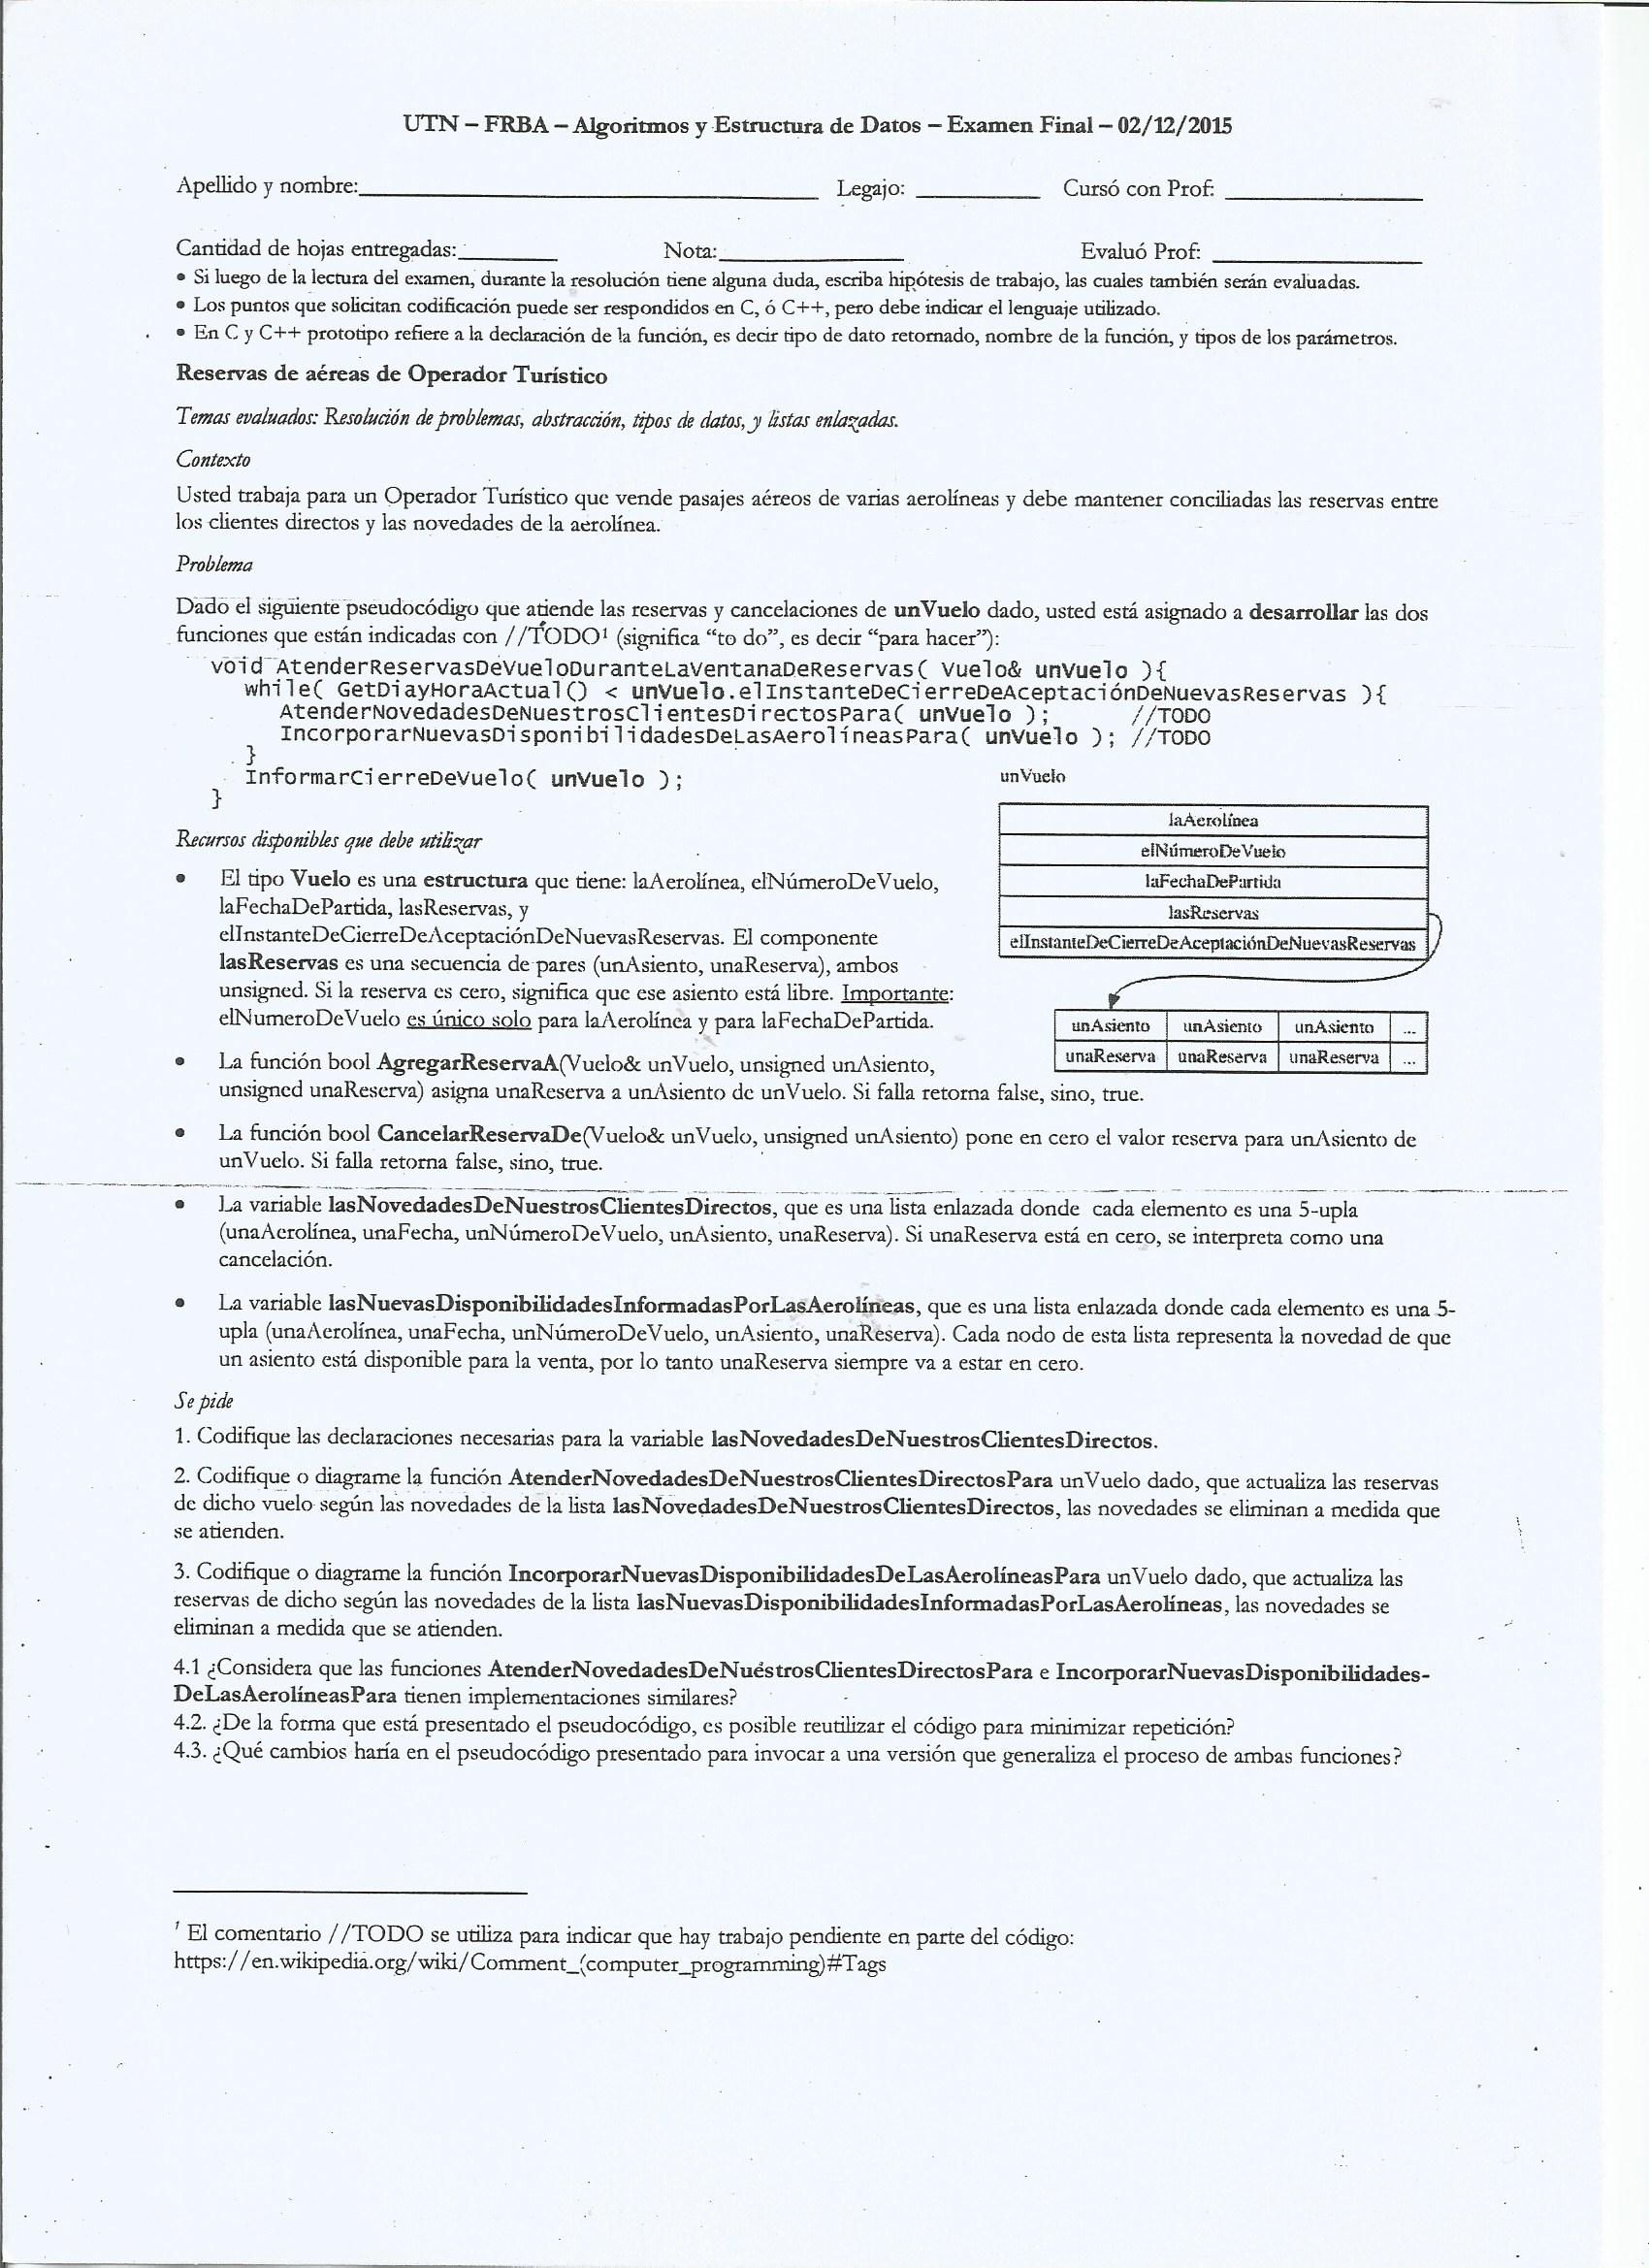 UTN – FRBA – Algoritmos y Estructura de Datos – Examen Final – 02/12/2015
Apellido y nombre:____ Legajo: ____ Cursó con Prof: ____
Cantidad de hojas entregadas:____ Nota:____ Evaluó Prof: ____
• Si luego de la lectura del examen, durante la resolución tiene alguna duda, escriba hipótesis de trabajo, las cuales también serán evaluadas.
• Los puntos que solicitan codificación puede ser respondidos en C, ó C++, pero debe indicar el lenguaje utilizado.
• En C y C++ prototipo refiere a la declaración de la función, es decir tipo de dato retornado, nombre de la función, y tipos de los parámetros.
Reservas de aéreas de Operador Turístico
Temas evaluados: Resolución de problemas, abstracción, tipos de datos, y listas enlazadas.
Contexto
Usted trabaja para un Operador Turístico que vende pasajes aéreos de varias aerolíneas y debe mantener conciliadas las reservas entre
los clientes directos y las novedades de la aerolínea.
Problema
Dado el siguiente pseudocódigo que atiende las reservas y cancelaciones de unVuelo dado, usted está asignado a desarrollar las dos
funciones que están indicadas con //TODO¹ (significa “to do”, es decir “para hacer”):
void AtenderReservasDeVueloDuranteLaVentanaDeReservas( Vuelo& unVuelo ){
while( GetDiayHoraActual() < unVuelo.elInstanteDeCierreDeAceptaciónDeNuevasReservas ){
AtenderNovedadesDeNuestrosClientesDirectosPara( unVuelo ); //TODO
IncorporarNuevasDisponibilidadesDeLasAerolíneasPara( unVuelo ); //TODO
}
InformarCierreDeVuelo( unVuelo );
}
unVuelo
laAerolínea
elNúmeroDeVuelo
laFechaDePartida
lasReservas
elInstanteDeCierreDeAceptaciónDeNuevasReservas
unAsiento unAsiento unAsiento ...
unaReserva unaReserva unaReserva ...
Recursos disponibles que debe utilizar
• El tipo Vuelo es una estructura que tiene: laAerolínea, elNúmeroDeVuelo,
laFechaDePartida, lasReservas, y
elInstanteDeCierreDeAceptaciónDeNuevasReservas. El componente
lasReservas es una secuencia de pares (unAsiento, unaReserva), ambos
unsigned. Si la reserva es cero, significa que ese asiento está libre. Importante:
elNumeroDeVuelo es único solo para laAerolínea y para laFechaDePartida.
• La función bool AgregarReservaA(Vuelo& unVuelo, unsigned unAsiento,
unsigned unaReserva) asigna unaReserva a unAsiento de unVuelo. Si falla retorna false, sino, true.
• La función bool CancelarReservaDe(Vuelo& unVuelo, unsigned unAsiento) pone en cero el valor reserva para unAsiento de
unVuelo. Si falla retorna false, sino, true.
• La variable lasNovedadesDeNuestrosClientesDirectos, que es una lista enlazada donde cada elemento es una 5-upla
(unaAerolínea, unaFecha, unNúmeroDeVuelo, unAsiento, unaReserva). Si unaReserva está en cero, se interpreta como una
cancelación.
• La variable lasNuevasDisponibilidadesInformadasPorLasAerolíneas, que es una lista enlazada donde cada elemento es una 5-
upla (unaAerolínea, unaFecha, unNúmeroDeVuelo, unAsiento, unaReserva). Cada nodo de esta lista representa la novedad de que
un asiento está disponible para la venta, por lo tanto unaReserva siempre va a estar en cero.
Se pide
1. Codifique las declaraciones necesarias para la variable lasNovedadesDeNuestrosClientesDirectos.
2. Codifique o diagrame la función AtenderNovedadesDeNuestrosClientesDirectosPara unVuelo dado, que actualiza las reservas
de dicho vuelo según las novedades de la lista lasNovedadesDeNuestrosClientesDirectos, las novedades se eliminan a medida que
se atienden.
3. Codifique o diagrame la función IncorporarNuevasDisponibilidadesDeLasAerolíneasPara unVuelo dado, que actualiza las
reservas de dicho según las novedades de la lista lasNuevasDisponibilidadesInformadasPorLasAerolíneas, las novedades se
eliminan a medida que se atienden.
4.1 ¿Considera que las funciones AtenderNovedadesDeNuestrosClientesDirectosPara e IncorporarNuevasDisponibilidades-
DeLasAerolíneasPara tienen implementaciones similares?
4.2. ¿De la forma que está presentado el pseudocódigo, es posible reutilizar el código para minimizar repetición?
4.3. ¿Qué cambios haría en el pseudocódigo presentado para invocar a una versión que generaliza el proceso de ambas funciones?
¹ El comentario //TODO se utiliza para indicar que hay trabajo pendiente en parte del código:
https://en.wikipedia.org/wiki/Comment_(computer_programming)#Tags